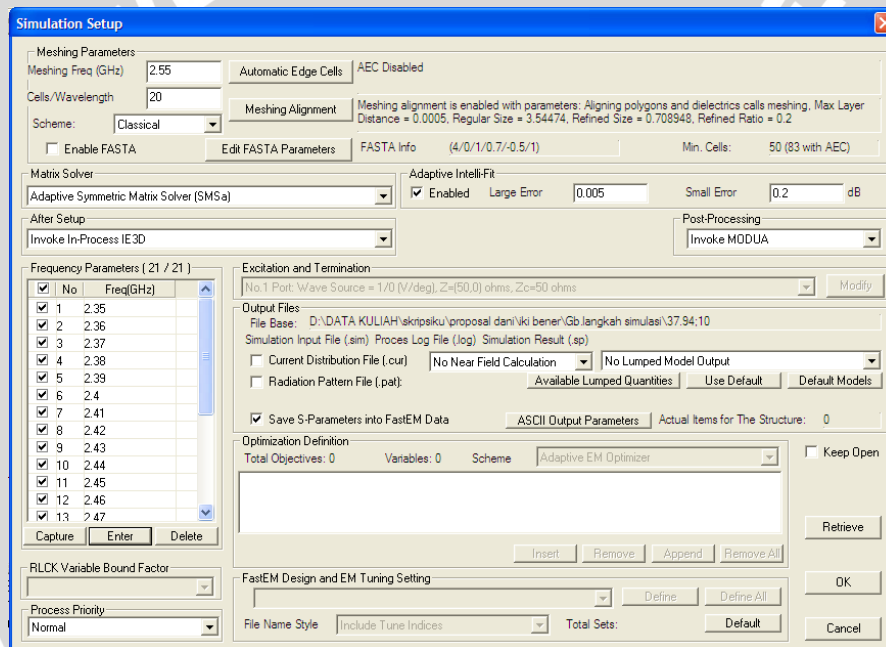 Simulation Setup
Meshing Parameters
Meshing Freq (GHz) 2.55 Automatic Edge Cells AEC Disabled
Cells/Wavelength 20 Meshing Alignment Meshing alignment is enabled with parameters: Aligning polygons and dielectrics calls meshing, Max Layer
Distance = 0.0005, Regular Size = 3.54474, Refined Size = 0.708948, Refined Ratio = 0.2
Scheme: Classical
Enable FASTA Edit FASTA Parameters FASTA Info (4/0/1/0.7/-0.5/1) Min. Cells: 50 (83 with AEC)
Matrix Solver
Adaptive Symmetric Matrix Solver (SMSa)
Adaptive Intelli-Fit
Enabled Large Error 0.005 Small Error 0.2 dB
After Setup
Invoke In-Process IE3D
Post-Processing
Invoke MODUA
Frequency Parameters ( 21 / 21 )
No Freq(GHz)
1 2.35
2 2.36
3 2.37
4 2.38
5 2.39
6 2.4
7 2.41
8 2.42
9 2.43
10 2.44
11 2.45
12 2.46
13 2.47
Capture Enter Delete
RLCK Variable Bound Factor
Process Priority
Normal
Excitation and Termination
No.1 Port: Wave Source = 1/0 (V/deg), Z=(50,0) ohms, Zc=50 ohms Modify
Output Files
File Base: D:\DATA KULIAH\skripsiku\proposal dani\iki bener\Gb.langkah simulasi\37.94;10
Simulation Input File (.sim) Proces Log File (.log) Simulation Result (.sp)
Current Distribution File (.cur) No Near Field Calculation No Lumped Model Output
Radiation Pattern File (.pat): Available Lumped Quantities Use Default Default Models
Save S-Parameters into FastEM Data ASCII Output Parameters Actual Items for The Structure: 0
Optimization Definition
Total Objectives: 0 Variables: 0 Scheme Adaptive EM Optimizer
Insert Remove Append Remove All
FastEM Design and EM Tuning Setting
Define Define All
File Name Style Include Tune Indices Total Sets: Default
Keep Open
Retrieve
OK
Cancel